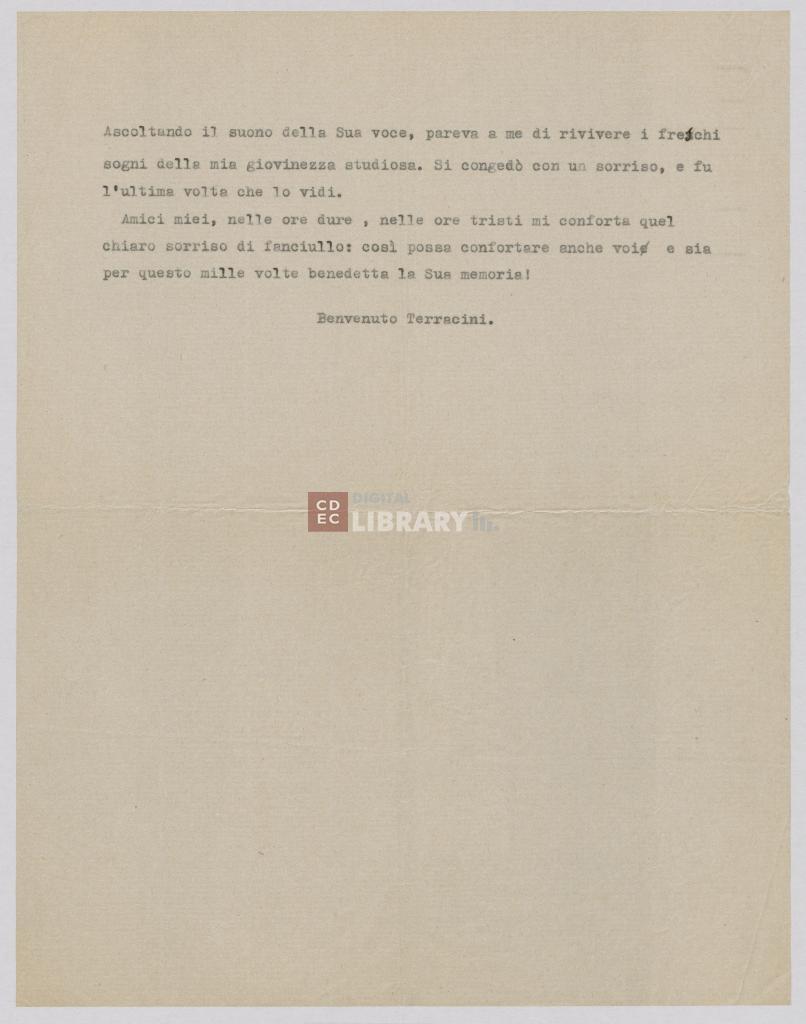 Ascoltando il suono della Sua voce, pareva a me di rivivere i freschi
sogni della mia giovinezza studiosa. Si congedò con un sorriso, e fu
l'ultima volta che lo vidi.
Amici miei, nelle ore dure , nelle ore tristi mi conforta quel
chiaro sorriso di fanciullo: così possa confortare anche voi e sia
per questo mille volte benedetta la Sua memoria!
Benvenuto Terracini.
CD
EC
DIGITAL
LIBRARY